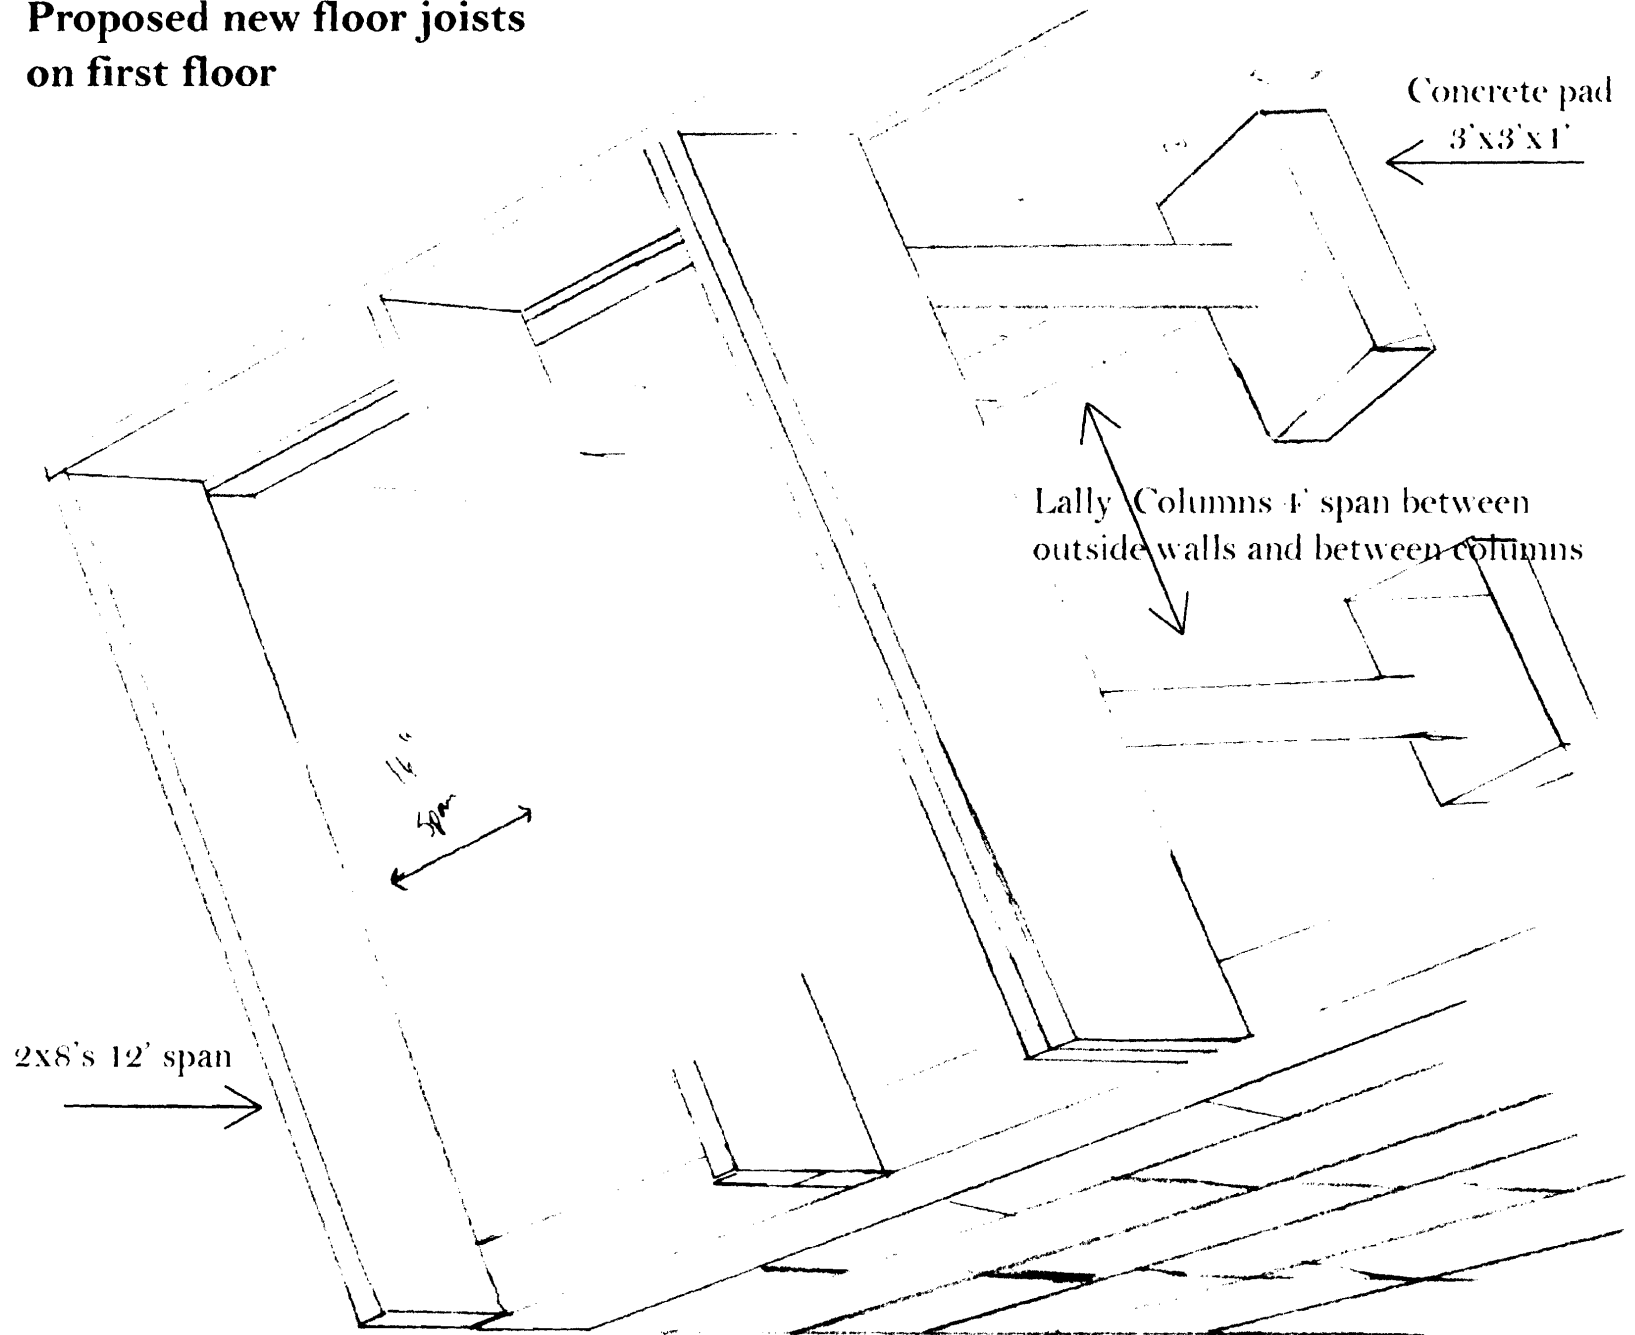 Proposed new floor joists
on first floor
Concrete pad
3'x3'x1'
Lally Columns 4' span between
outside walls and between columns
16"
Span
2x8's 12' span